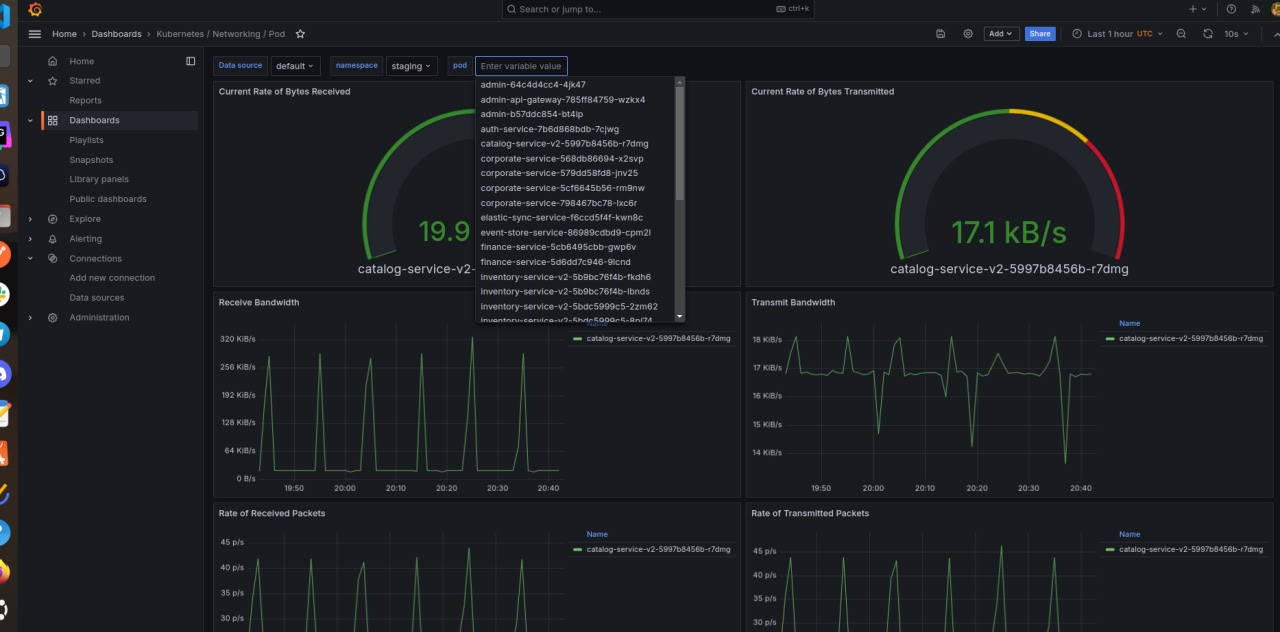 Search or jump to...
ctrl+k
Home > Dashboards > Kubernetes / Networking / Pod
Add
Share
Last 1 hour UTC
10s
Home
Starred
Reports
Dashboards
Playlists
Snapshots
Library panels
Public dashboards
Explore
Alerting
Connections
Add new connection
Data sources
Administration
Data source
default
namespace
staging
pod
Enter variable value
admin-64c4d4cc4-4jk47
admin-api-gateway-785ff84759-wzkx4
admin-b57ddc854-bt4lp
auth-service-7b6d868bdb-7cjwg
catalog-service-v2-5997b8456b-r7dmg
corporate-service-568db86694-x2svp
corporate-service-579dd58fd8-jnv25
corporate-service-5cf6645b56-rm9nw
corporate-service-798467bc78-lxc6r
elastic-sync-service-f6ccd5f4f-kwn8c
event-store-service-86989cdbd9-cpm2l
finance-service-5cb6495cbb-gwp6v
finance-service-5d6dd7c946-9lcnd
inventory-service-v2-5b9bc76f4b-fkdh6
inventory-service-v2-5b9bc76f4b-lbnds
inventory-service-v2-5bdc5999c5-2zm62
Current Rate of Bytes Received
19.9
catalog-service-v2-
Current Rate of Bytes Transmitted
17.1 kB/s
catalog-service-v2-5997b8456b-r7dmg
Receive Bandwidth
320 KiB/s
256 KiB/s
192 KiB/s
128 KiB/s
64 KiB/s
0 B/s
19:50
20:00
20:10
20:20
20:30
20:40
Name
catalog-service-v2-5997b8456b-r7dmg
Transmit Bandwidth
18 KiB/s
17 KiB/s
16 KiB/s
15 KiB/s
14 KiB/s
19:50
20:00
20:10
20:20
20:30
20:40
Name
catalog-service-v2-5997b8456b-r7dmg
Rate of Received Packets
45 p/s
40 p/s
35 p/s
30 p/s
Name
catalog-service-v2-5997b8456b-r7dmg
Rate of Transmitted Packets
45 p/s
40 p/s
35 p/s
30 p/s
Name
catalog-service-v2-5997b8456b-r7dmg